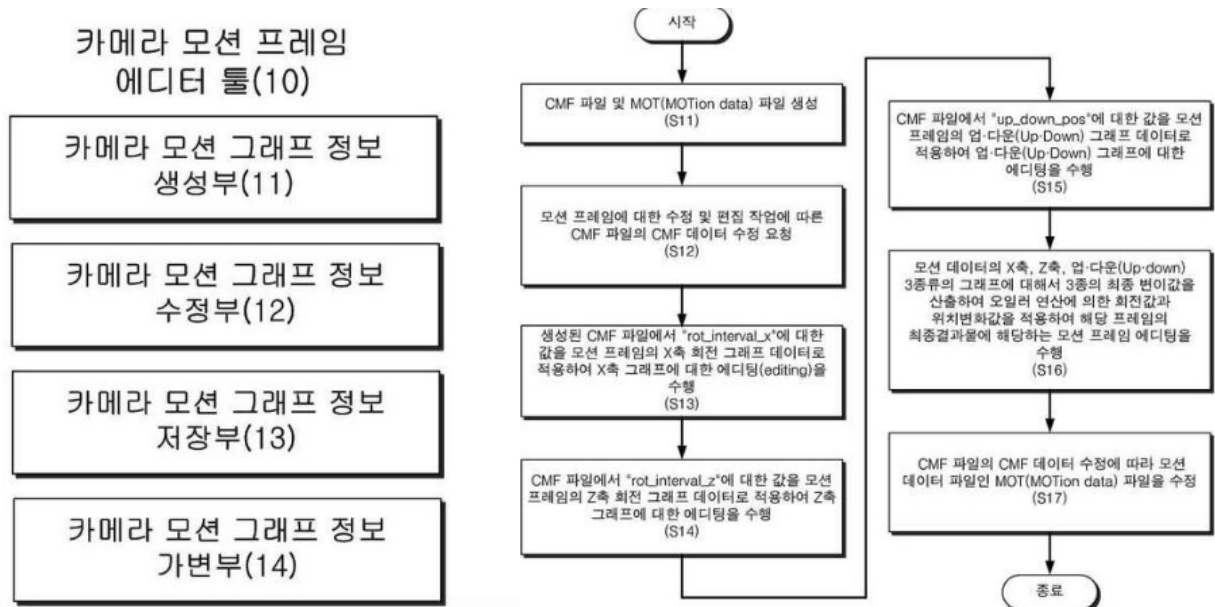 카메라 모션 프레임
에디터 툴(10)
카메라 모션 그래프 정보
생성부(11)
카메라 모션 그래프 정보
수정부(12)
카메라 모션 그래프 정보
저장부(13)
카메라 모션 그래프 정보
가변부(14)
시작
CMF 파일 및 MOT(MOTion data) 파일 생성
(S11)
모션 프레임에 대한 수정 및 편집 작업에 따른
CMF 파일의 CMF 데이터 수정 요청
(S12)
생성된 CMF 파일에서 "rot_interval_x"에 대한
값을 모션 프레임의 X축 회전 그래프 데이터로
적용하여 X축 그래프에 대한 에디팅(editing)을
수행
(S13)
CMF 파일에서 "rot_interval_z"에 대한 값을 모션
프레임의 Z축 회전 그래프 데이터로 적용하여 Z축
그래프에 대한 에디팅을 수행
(S14)
CMF 파일에서 "up_down_pos"에 대한 값을 모션
프레임의 업·다운(Up·Down) 그래프 데이터로
적용하여 업·다운(Up·Down) 그래프에 대한
에디팅을 수행
(S15)
모션 데이터의 X축, Z축, 업·다운(Up·down)
3종류의 그래프에 대해서 3종의 최종 변이값을
산출하여 오일러 연산에 의한 회전값과
위치변화값을 적용하여 해당 프레임의
최종결과물에 해당하는 모션 프레임 에디팅을
수행
(S16)
CMF 파일의 CMF 데이터 수정에 따라 모션
데이터 파일인 MOT(MOTion data) 파일을 수정
(S17)
종료